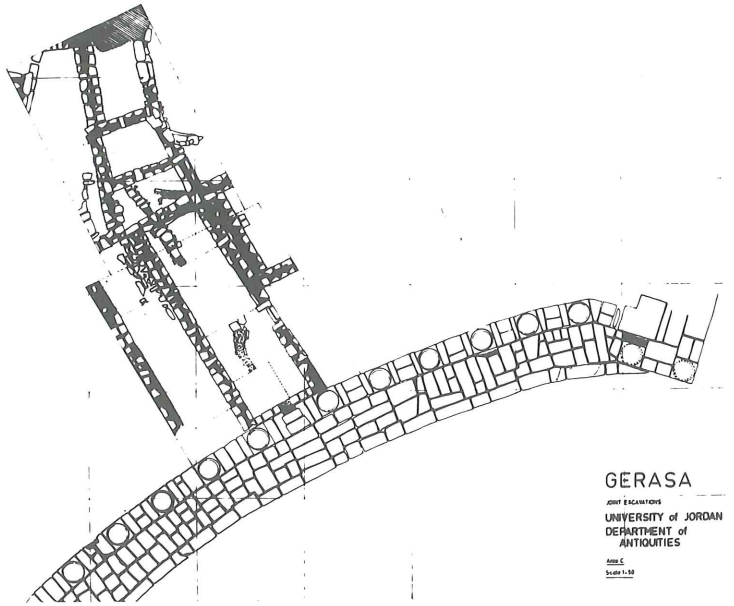 GERASA
JOINT EXCAVATIONS
UNIVERSITY of JORDAN
DEPARTMENT of
ANTIQUITIES
Area C
Scale 1-50